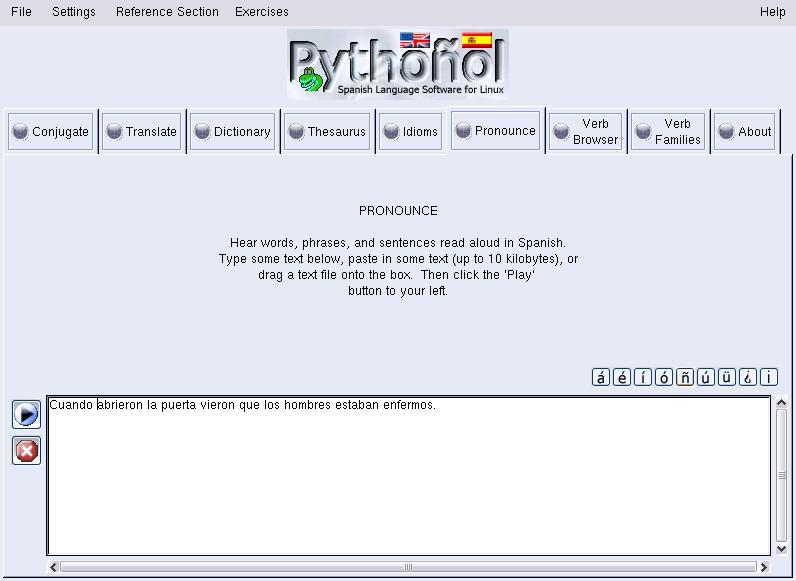 File Settings Reference Section Exercises Help
Pythoñol
Spanish Language Software for Linux
Conjugate Translate Dictionary Thesaurus Idioms Pronounce Verb Browser Verb Families About
PRONOUNCE
Hear words, phrases, and sentences read aloud in Spanish.
Type some text below, paste in some text (up to 10 kilobytes), or
drag a text file onto the box. Then click the 'Play'
button to your left.
á é í ó ñ ú ü ¿ ¡
Cuando abrieron la puerta vieron que los hombres estaban enfermos.